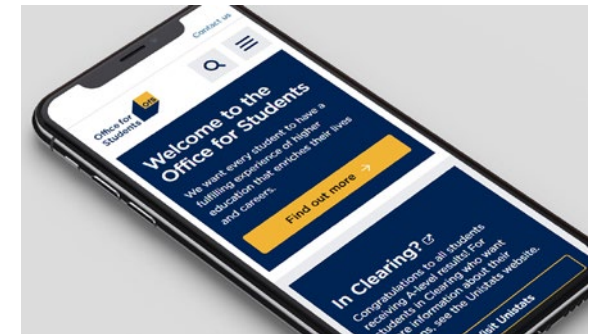 Contact us
Office for
Students
OfS
Welcome to the
Office for Students
We want every student to have a
fulfilling experience of higher
education that enriches their lives
and careers.
Find out more
In Clearing?
Congratulations to all students
receiving A-level results! For
students in Clearing who want
more information about their
see the Unistats website.
Visit Unistats